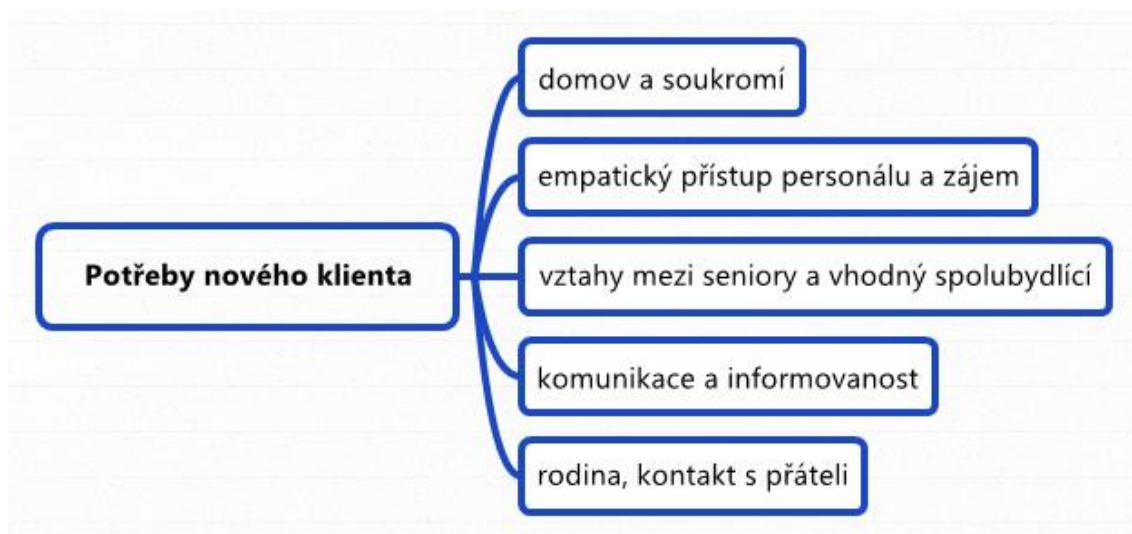 domov a soukromí
empatický přístup personálu a zájem
Potřeby nového klienta
vztahy mezi seniory a vhodný spolubydlící
komunikace a informovanost
rodina, kontakt s přáteli